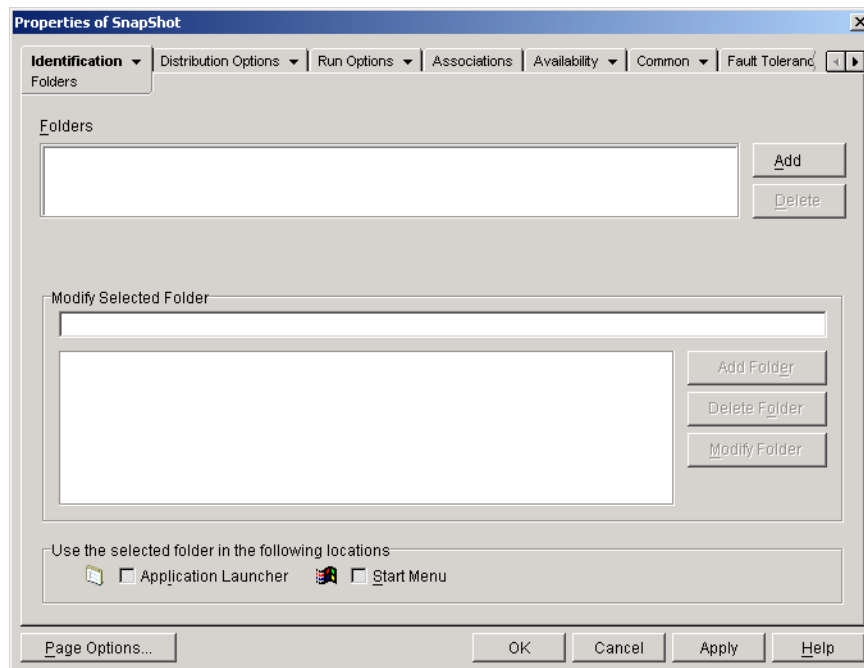 Properties of SnapShot
Identification Distribution Options Run Options Associations Availability Common Fault Toleranc
Folders
Folders
Add
Delete
Modify Selected Folder
Add Folder
Delete Folder
Modify Folder
Use the selected folder in the following locations
Application Launcher Start Menu
Page Options... OK Cancel Apply Help